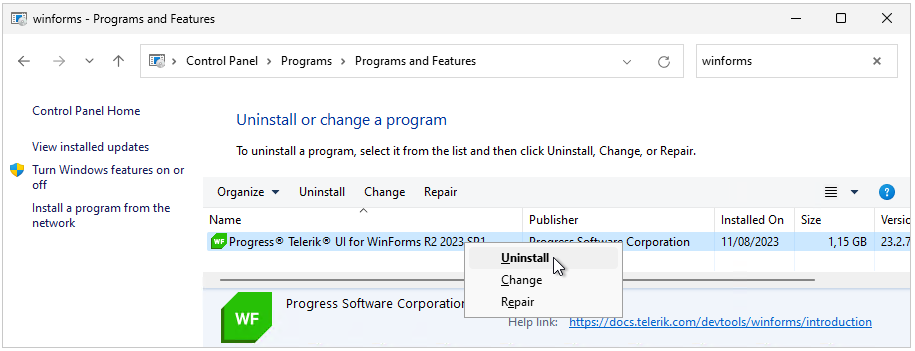 winforms - Programs and Features
Control Panel > Programs > Programs and Features
winforms
Control Panel Home
View installed updates
Turn Windows features on or
off
Install a program from the
network
Uninstall or change a program
To uninstall a program, select it from the list and then click Uninstall, Change, or Repair.
Organize Uninstall Change Repair
Name Publisher Installed On Size Versio
WF Progress® Telerik® UI for WinForms R2 2023 SP1 Progress Software Corporation 11/08/2023 1,15 GB 23.2.7
Uninstall
Change
Repair
WF
Progress Software Corporation
Help link: https://docs.telerik.com/devtools/winforms/introduction